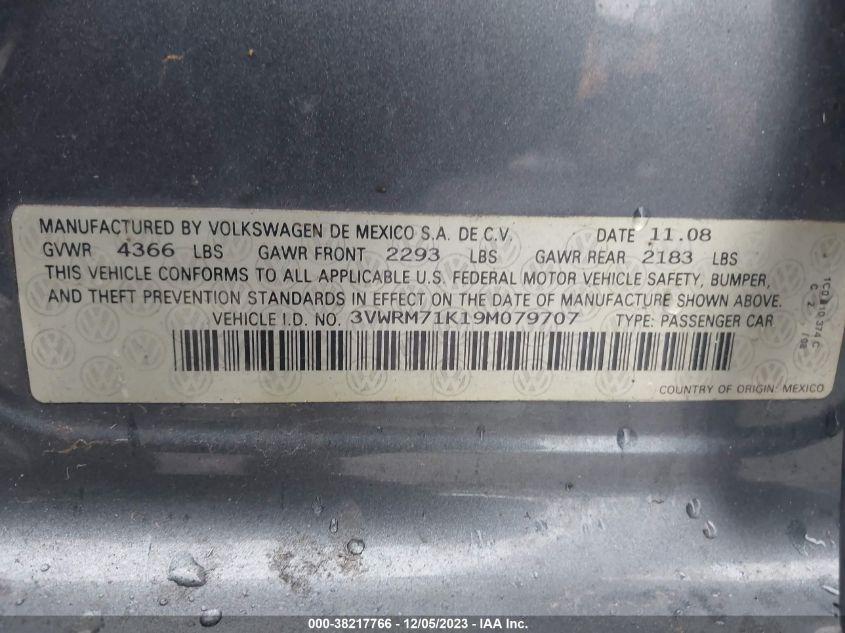 MANUFACTURED BY VOLKSWAGEN DE MEXICO S.A. DE C.V. DATE 11.08
GVWR 4366 LBS GAWR FRONT 2293 LBS GAWR REAR 2183 LBS
THIS VEHICLE CONFORMS TO ALL APPLICABLE U.S. FEDERAL MOTOR VEHICLE SAFETY, BUMPER,
AND THEFT PREVENTION STANDARDS IN EFFECT ON THE DATE OF MANUFACTURE SHOWN ABOVE.
VEHICLE I.D. NO. 3VWRM71K19M079707 TYPE: PASSENGER CAR
COUNTRY OF ORIGIN: MEXICO
000-38217766 - 12/05/2023 - IAA Inc.